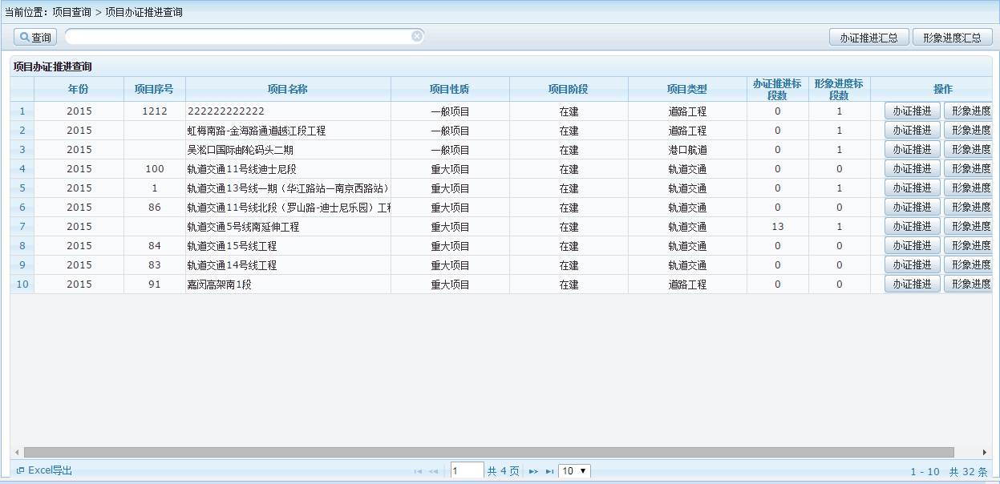 当前位置：项目查询 > 项目办证推进查询
查询 办证推进汇总 形象进度汇总
项目办证推进查询
年份 项目序号 项目名称 项目性质 项目阶段 项目类型 办证推进标段数 形象进度标段数 操作
1 2015 1212 222222222222 一般项目 在建 道路工程 0 1 办证推进 形象进度
2 2015 虹梅南路-金海路通道越江段工程 一般项目 在建 道路工程 0 1 办证推进 形象进度
3 2015 吴淞口国际邮轮码头二期 一般项目 在建 港口航道 0 1 办证推进 形象进度
4 2015 100 轨道交通11号线迪士尼段 重大项目 在建 轨道交通 0 0 办证推进 形象进度
5 2015 1 轨道交通13号线一期（华江路站—南京西路站） 重大项目 在建 轨道交通 0 1 办证推进 形象进度
6 2015 86 轨道交通11号线北段（罗山路-迪士尼乐园）工程 重大项目 在建 轨道交通 0 0 办证推进 形象进度
7 2015 轨道交通5号线南延伸工程 重大项目 在建 轨道交通 13 1 办证推进 形象进度
8 2015 84 轨道交通15号线工程 重大项目 在建 轨道交通 0 0 办证推进 形象进度
9 2015 83 轨道交通14号线工程 重大项目 在建 轨道交通 0 0 办证推进 形象进度
10 2015 91 嘉闵高架南1段 重大项目 在建 道路工程 0 0 办证推进 形象进度
Excel导出 1 共 4 页 10 1 - 10 共 32 条